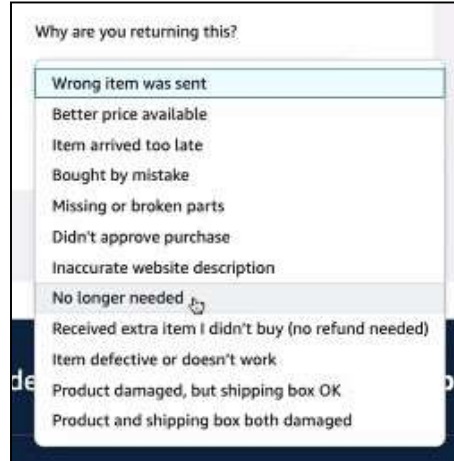 Why are you returning this?
Wrong item was sent
Better price available
Item arrived too late
Bought by mistake
Missing or broken parts
Didn't approve purchase
Inaccurate website description
No longer needed
Received extra item I didn't buy (no refund needed)
Item defective or doesn't work
de
Product damaged, but shipping box OK
Product and shipping box both damaged